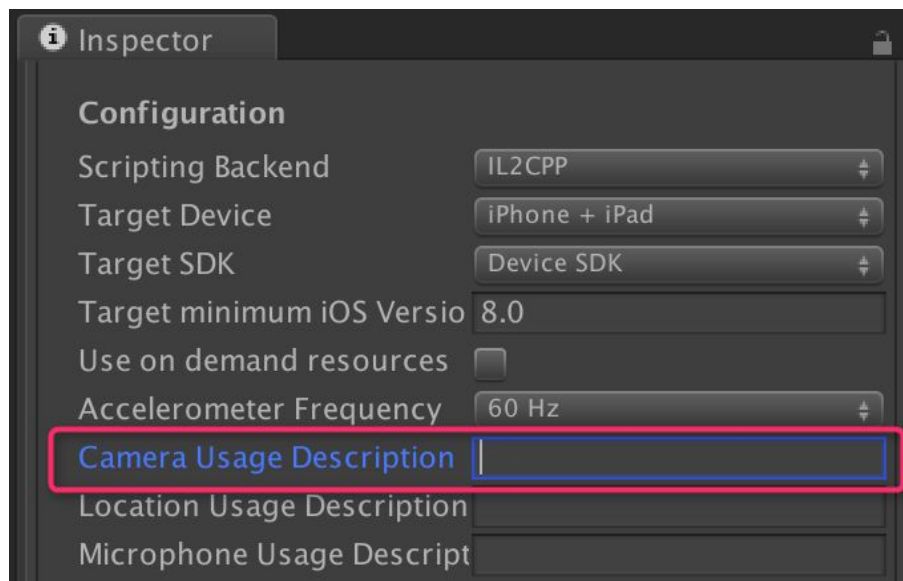 Inspector
Configuration
Scripting Backend IL2CPP
Target Device iPhone + iPad
Target SDK Device SDK
Target minimum iOS Versio 8.0
Use on demand resources
Accelerometer Frequency 60 Hz
Camera Usage Description
Location Usage Description
Microphone Usage Descript